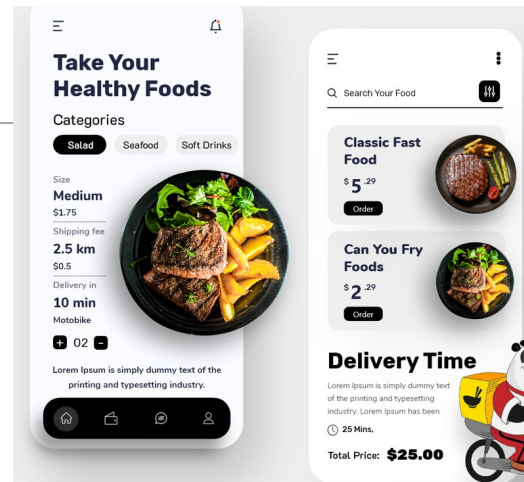 Take Your
Healthy Foods
Categories
Salad Seafood Soft Drinks
Size
Medium
$1.75
Shipping fee
2.5 km
$0.5
Delivery in
10 min
Motobike
+ 02 -
Lorem Ipsum is simply dummy text of the
printing and typesetting industry.
Search Your Food
Classic Fast
Food
$5.29
Order
Can You Fry
Foods
$2.29
Order
Delivery Time
Lorem Ipsum is simply dummy text
of the printing and typesetting
industry. Lorem Ipsum has been
25 Mins,
Total Price: $25.00